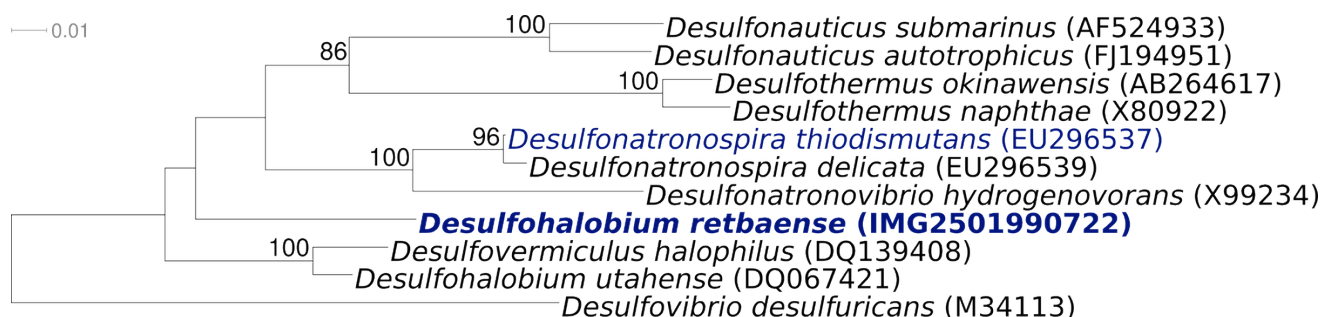 0.01
100
Desulfonauticus submarinus (AF524933)
86
Desulfonauticus autotrophicus (FJ194951)
100
Desulfothermus okinawensis (AB264617)
Desulfothermus naphthae (X80922)
96
Desulfonatronospira thiodismutans (EU296537)
100
Desulfonatronospira delicata (EU296539)
Desulfonatronovibrio hydrogenovorans (X99234)
Desulfohalobium retbaense (IMG2501990722)
100
Desulfovermiculus halophilus (DQ139408)
Desulfohalobium utahense (DQ067421)
Desulfovibrio desulfuricans (M34113)